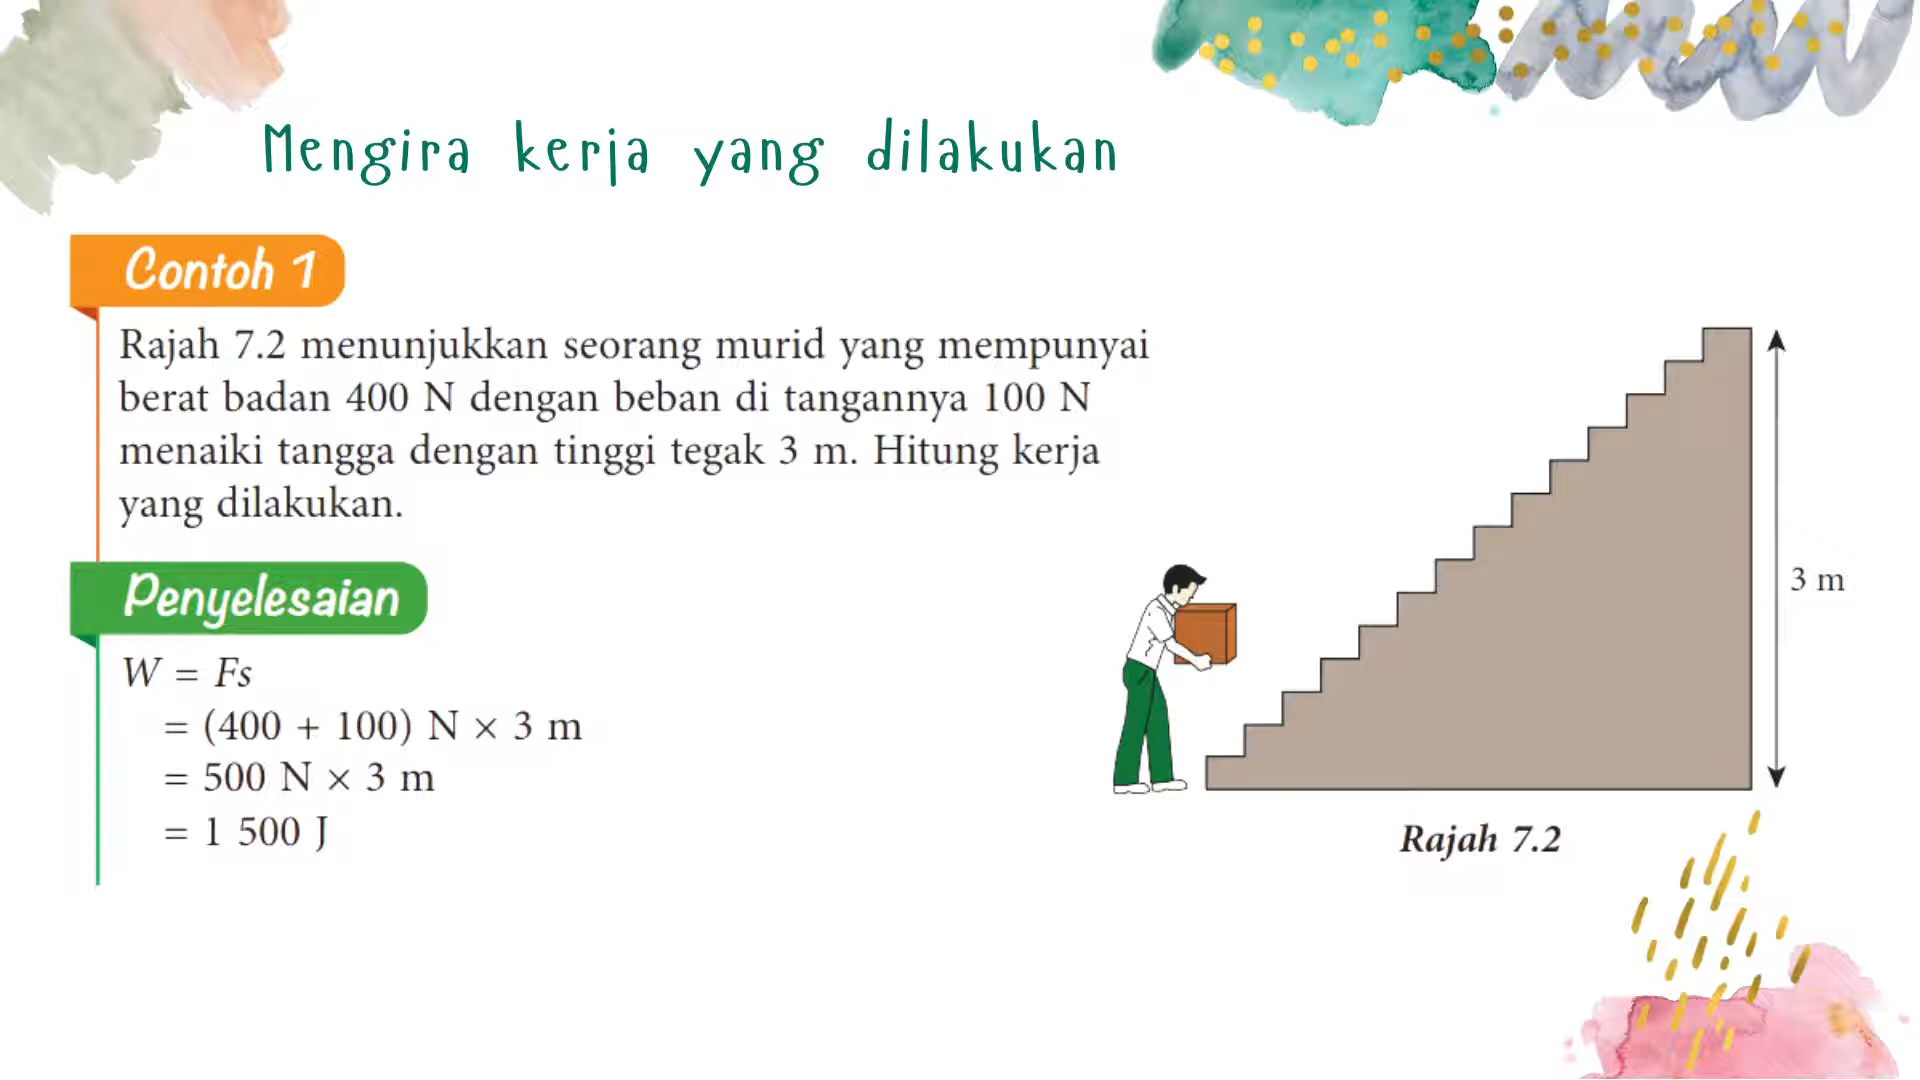 Mengira kerja yang dilakukan
Contoh 1
Rajah 7.2 menunjukkan seorang murid yang mempunyai
berat badan 400 N dengan beban di tangannya 100 N
menaiki tangga dengan tinggi tegak 3 m. Hitung kerja
yang dilakukan.
Penyelesaian
W = Fs
= (400 + 100) N × 3 m
= 500 N × 3 m
= 1 500 J
3 m
Rajah 7.2